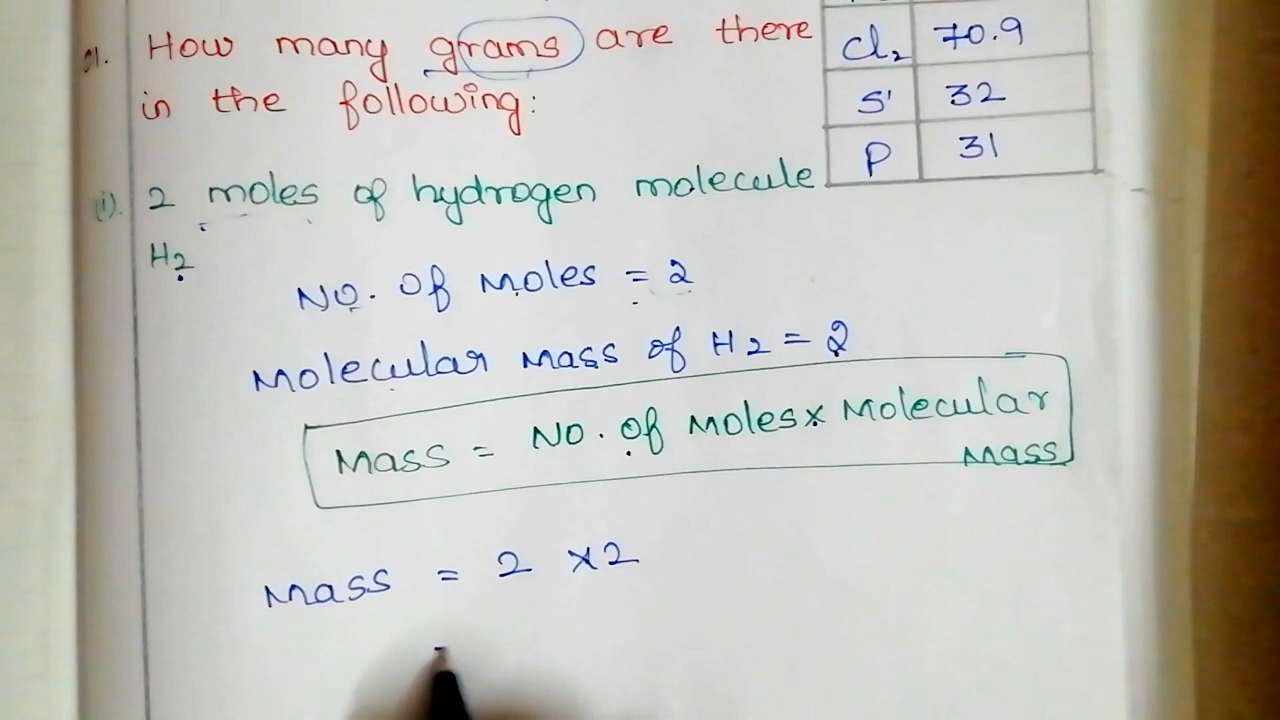 01. How many grams are there
in the following:
Cl2 70.9
S 32
P 31
(i). 2 moles of hydrogen molecule
H2
No. of moles = 2
Molecular mass of H2 = 2
Mass = No. of moles x Molecular
Mass
Mass = 2 x2